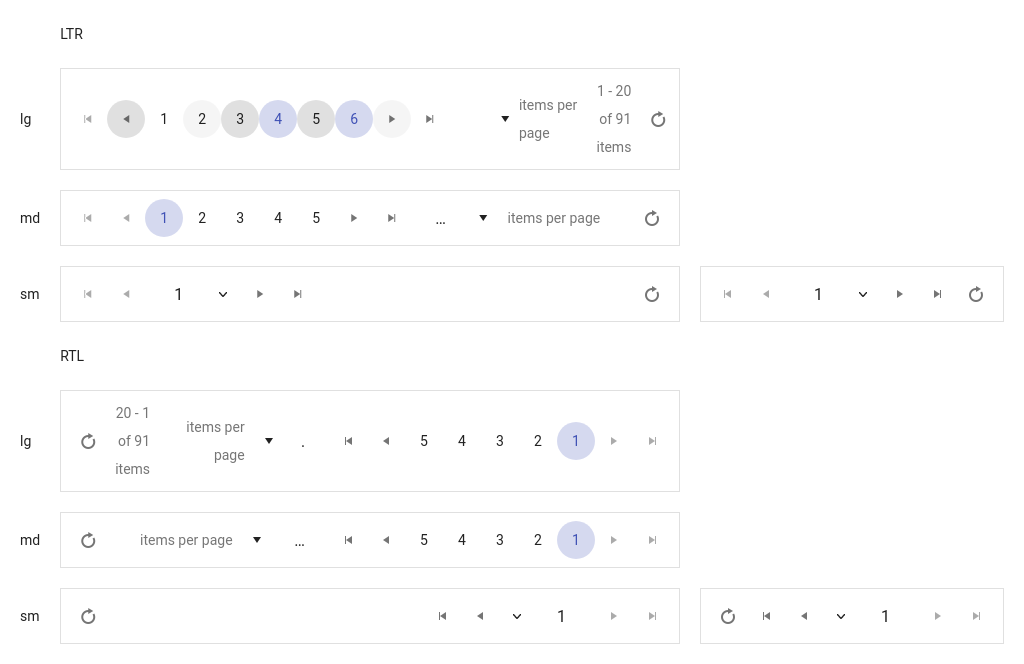 LTR
lg
1 2 3 4 5 6
items per
page
1 - 20
of 91
items
md
1 2 3 4 5 ... items per page
sm
1
1
RTL
lg
20 - 1
of 91
items
items per
page
. 5 4 3 2 1
md
items per page ... 5 4 3 2 1
sm
1
1